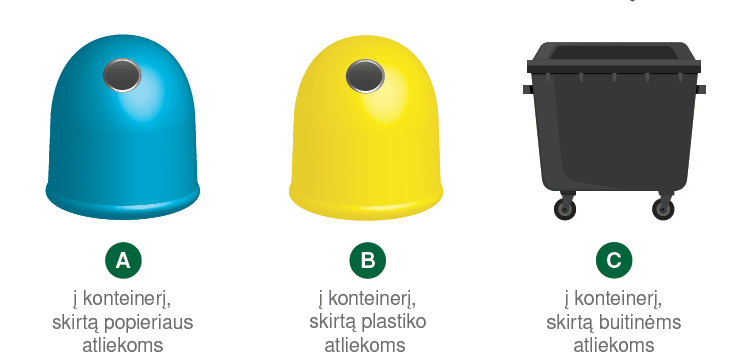 A
į konteinerį,
skirtą popieriaus
atliekoms
B
į konteinerį,
skirtą plastiko
atliekoms
C
į konteinerį,
skirtą buitinėms
atliekoms